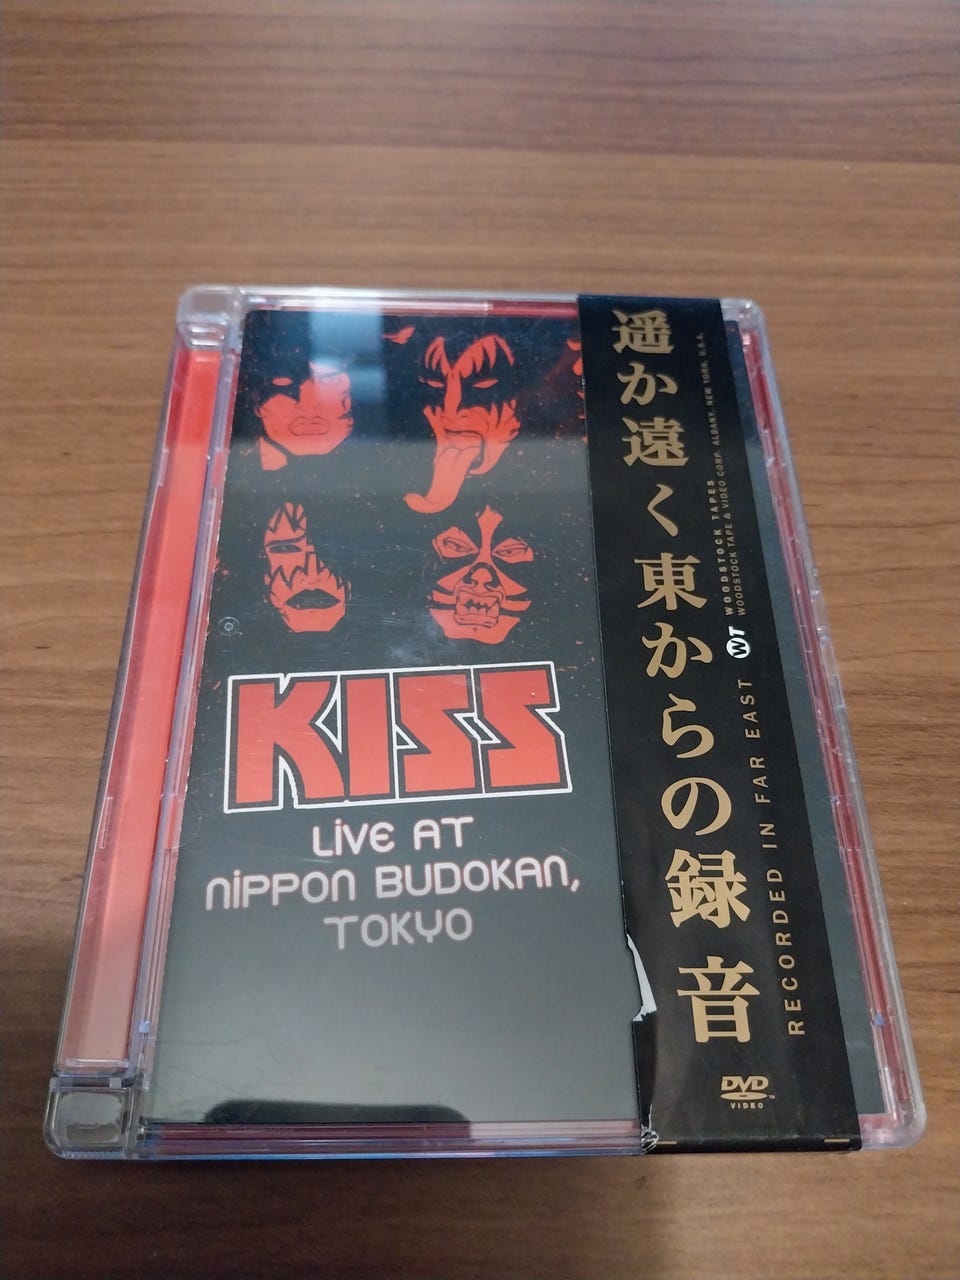 KISS
LIVE AT
NIPPON BUDOKAN,
TOKYO
遥か遠く東からの録音
RECORDED IN FAR EAST
WT
WOODSTOCK TAPES
WOODSTOCK TAPE & VIDEO CORP. ALBANY, NEW YORK, U.S.A.
DVD
VIDEO